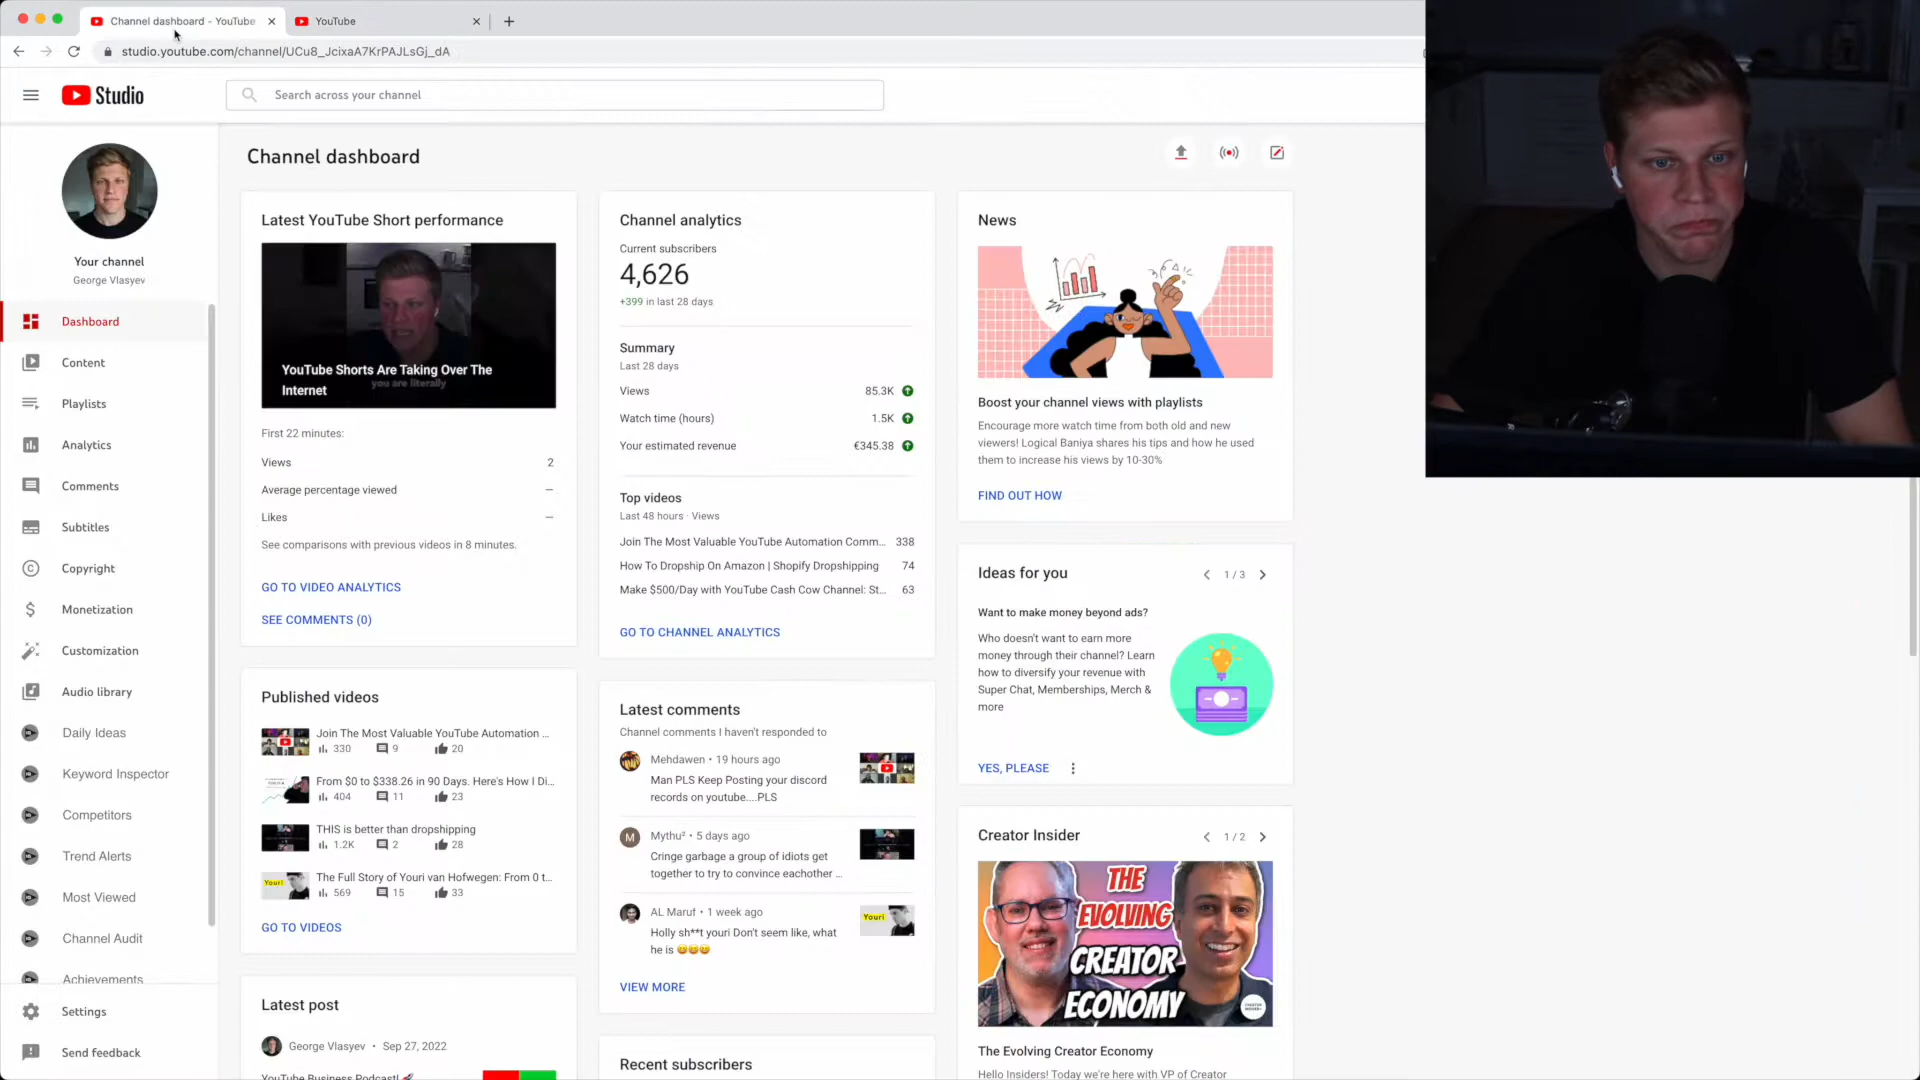 Channel dashboard - YouTube
YouTube
studio.youtube.com/channel/UCu8_JcixaA7KrPAJLsGj_dA
Studio
Search across your channel
Your channel
George Vlasyev
Dashboard
Content
Playlists
Analytics
Comments
Subtitles
Copyright
Monetization
Customization
Audio library
Daily Ideas
Keyword Inspector
Competitors
Trend Alerts
Most Viewed
Channel Audit
Achievements
Settings
Send feedback
Channel dashboard
Latest YouTube Short performance
YouTube Shorts Are Taking Over The
Internet
you are literally
First 22 minutes:
Views 2
Average percentage viewed —
Likes —
See comparisons with previous videos in 8 minutes.
GO TO VIDEO ANALYTICS
SEE COMMENTS (0)
Published videos
Join The Most Valuable YouTube Automation ...
330 9 20
From $0 to $338.26 in 90 Days. Here's How I Di...
404 11 23
THIS is better than dropshipping
1.2K 2 28
Youri
The Full Story of Youri van Hofwegen: From 0 t...
569 15 33
GO TO VIDEOS
Latest post
George Vlasyev • Sep 27, 2022
YouTube Business Podcast!
Channel analytics
Current subscribers
4,626
+399 in last 28 days
Summary
Last 28 days
Views 85.3K
Watch time (hours) 1.5K
Your estimated revenue €345.38
Top videos
Last 48 hours · Views
Join The Most Valuable YouTube Automation Comm... 338
How To Dropship On Amazon | Shopify Dropshipping 74
Make $500/Day with YouTube Cash Cow Channel: St... 63
GO TO CHANNEL ANALYTICS
Latest comments
Channel comments I haven't responded to
Mehdawen • 19 hours ago
Man PLS Keep Posting your discord
records on youtube....PLS
M
Mythu² • 5 days ago
Cringe garbage a group of idiots get
together to try to convince eachother ...
AL Maruf • 1 week ago
Holly sh**t youri Don't seem like, what
he is 😄😄😄
Youri
VIEW MORE
Recent subscribers
News
Boost your channel views with playlists
Encourage more watch time from both old and new
viewers! Logical Baniya shares his tips and how he used
them to increase his views by 10-30%
FIND OUT HOW
Ideas for you
1 / 3
Want to make money beyond ads?
Who doesn't want to earn more
money through their channel? Learn
how to diversify your revenue with
Super Chat, Memberships, Merch &
more
YES, PLEASE
Creator Insider
1 / 2
THE
EVOLVING
CREATOR
ECONOMY
The Evolving Creator Economy
Hello Insiders! Today we're here with VP of Creator